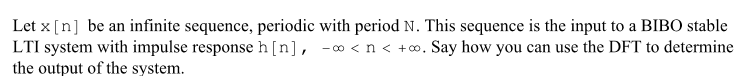 Let x[n] be an infinite sequence, periodic with period N. This sequence is the input to a BIBO stable
LTI system with impulse response h[n], -∞ < n < +∞. Say how you can use the DFT to determine
the output of the system.